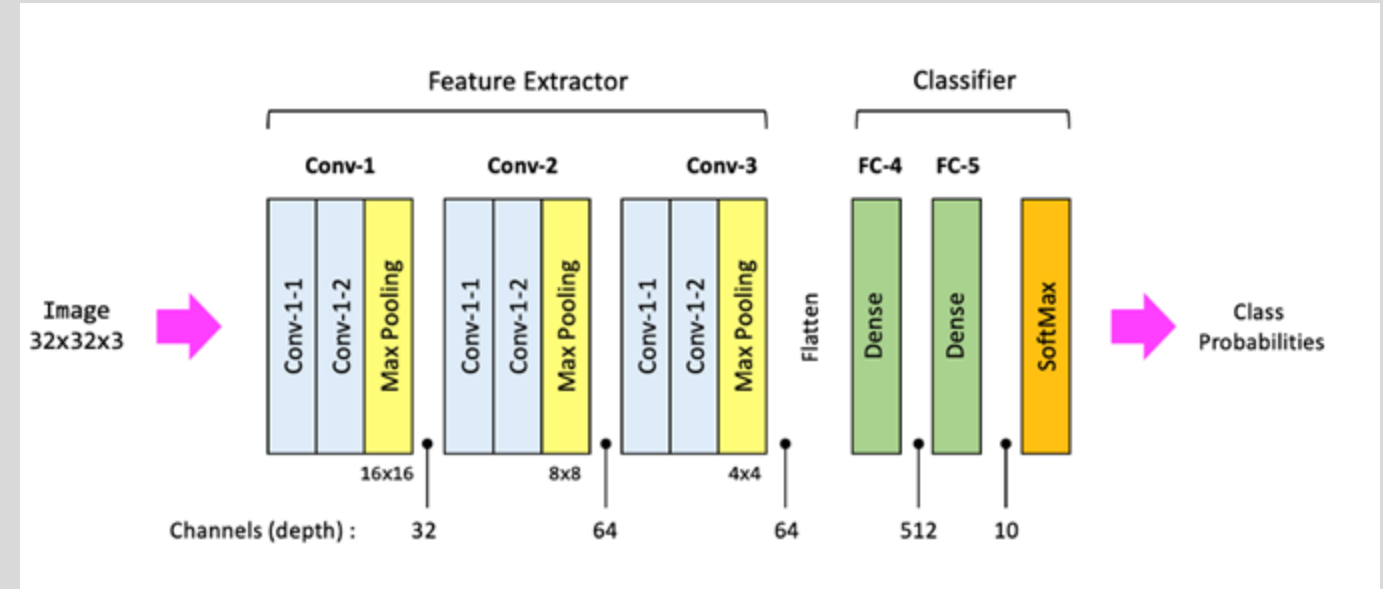 Feature Extractor
Classifier
Conv-1
Conv-2
Conv-3
FC-4
FC-5
Image
32x32x3
Conv-1-1
Conv-1-2
Max Pooling
Conv-1-1
Conv-1-2
Max Pooling
Conv-1-1
Conv-1-2
Max Pooling
Flatten
Dense
Dense
SoftMax
Class
Probabilities
16x16
8x8
4x4
Channels (depth) :
32
64
64
512
10